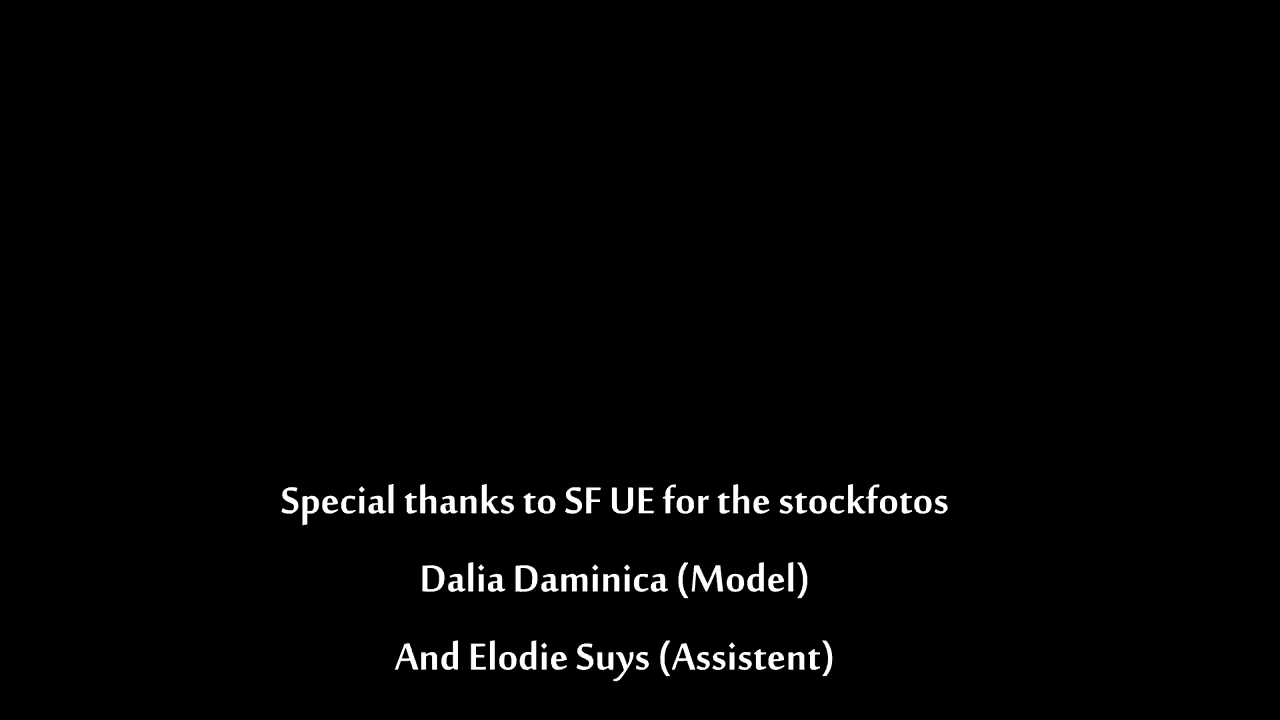 Special thanks to SF UE for the stockfotos
Dalia Daminica (Model)
And Elodie Suys (Assistent)